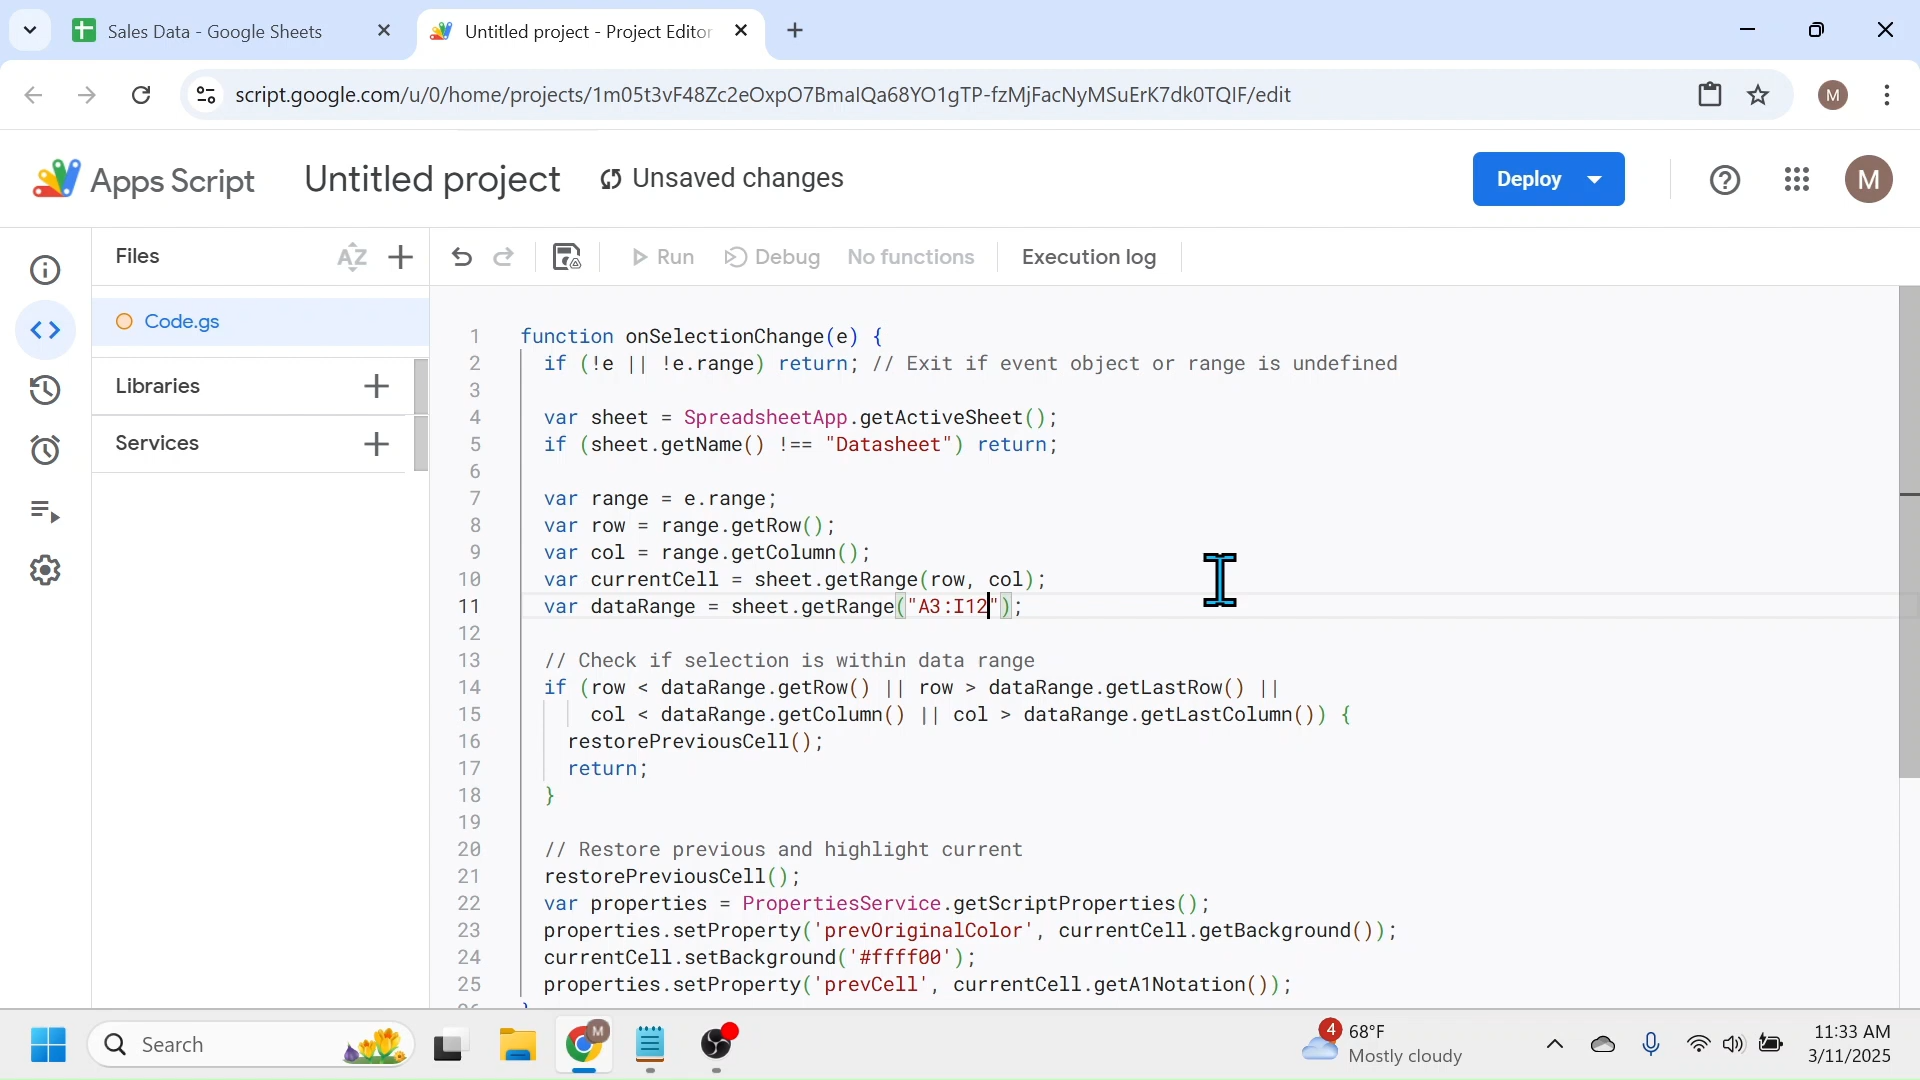 Sales Data - Google Sheets
Untitled project - Project Editor
script.google.com/u/0/home/projects/1m05t3vF48Zc2eOxpO7BmaIQa68YO1gTP-fzMjFacNyMSuErK7dk0TQIF/edit
M
Apps Script
Untitled project
Unsaved changes
Deploy
M
Files
AZ
Run
Debug
No functions
Execution log
Code.gs
Libraries
Services
1 function onSelectionChange(e) {
2 if (!e || !e.range) return; // Exit if event object or range is undefined
3
4 var sheet = SpreadsheetApp.getActiveSheet();
5 if (sheet.getName() !== "Datasheet") return;
6
7 var range = e.range;
8 var row = range.getRow();
9 var col = range.getColumn();
10 var currentCell = sheet.getRange(row, col);
11 var dataRange = sheet.getRange("A3:I12");
12
13 // Check if selection is within data range
14 if (row < dataRange.getRow() || row > dataRange.getLastRow() ||
15 col < dataRange.getColumn() || col > dataRange.getLastColumn()) {
16 restorePreviousCell();
17 return;
18 }
19
20 // Restore previous and highlight current
21 restorePreviousCell();
22 var properties = PropertiesService.getScriptProperties();
23 properties.setProperty('prevOriginalColor', currentCell.getBackground());
24 currentCell.setBackground('#ffff00');
25 properties.setProperty('prevCell', currentCell.getA1Notation());
Search
M
4
68°F
Mostly cloudy
11:33 AM
3/11/2025